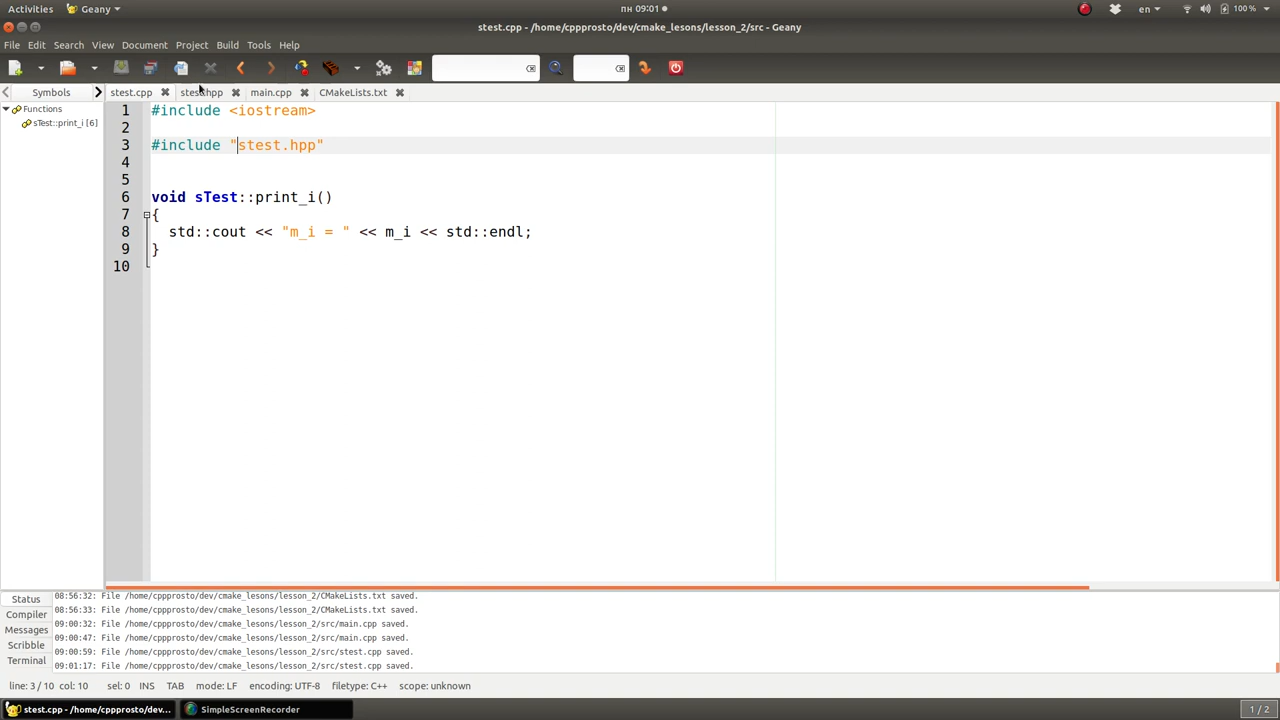 Activities Geany пн 09:01 en 100 %
stest.cpp - /home/cppprosto/dev/cmake_lesons/lesson_2/src - Geany
File Edit Search View Document Project Build Tools Help
Symbols stest.cpp stest.hpp main.cpp CMakeLists.txt
Functions
sTest::print_i [6]
1 #include <iostream>
2
3 #include "stest.hpp"
4
5
6 void sTest::print_i()
7 {
8 std::cout << "m_i = " << m_i << std::endl;
9 }
10
Status
Compiler
Messages
Scribble
Terminal
08:56:32: File /home/cppprosto/dev/cmake_lesons/lesson_2/CMakeLists.txt saved.
08:56:33: File /home/cppprosto/dev/cmake_lesons/lesson_2/CMakeLists.txt saved.
09:00:32: File /home/cppprosto/dev/cmake_lesons/lesson_2/src/main.cpp saved.
09:00:47: File /home/cppprosto/dev/cmake_lesons/lesson_2/src/main.cpp saved.
09:00:59: File /home/cppprosto/dev/cmake_lesons/lesson_2/src/stest.cpp saved.
09:01:17: File /home/cppprosto/dev/cmake_lesons/lesson_2/src/stest.cpp saved.
line: 3 / 10 col: 10 sel: 0 INS TAB mode: LF encoding: UTF-8 filetype: C++ scope: unknown
stest.cpp - /home/cppprosto/dev... SimpleScreenRecorder 1 / 2